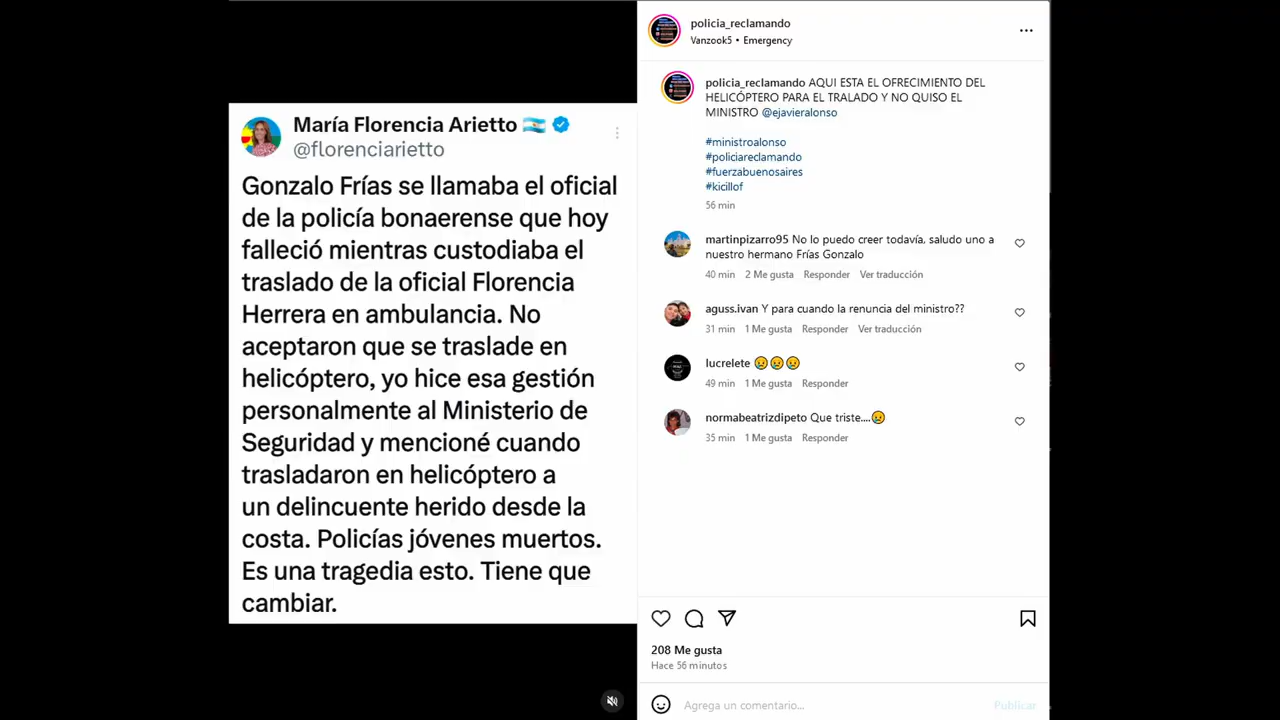 María Florencia Arietto 🇦🇷
@florenciarietto
Gonzalo Frías se llamaba el oficial
de la policía bonaerense que hoy
falleció mientras custodiaba el
traslado de la oficial Florencia
Herrera en ambulancia. No
aceptaron que se traslade en
helicóptero, yo hice esa gestión
personalmente al Ministerio de
Seguridad y mencioné cuando
trasladaron en helicóptero a
un delincuente herido desde la
costa. Policías jóvenes muertos.
Es una tragedia esto. Tiene que
cambiar.
policia_reclamando
Vanzook5 • Emergency
policia_reclamando AQUI ESTA EL OFRECIMIENTO DEL
HELICÓPTERO PARA EL TRALADO Y NO QUISO EL
MINISTRO @ejavieralonso
#ministroalonso
#policiareclamando
#fuerzabuenosaires
#kicillof
56 min
martinpizarro95 No lo puedo creer todavía, saludo uno a
nuestro hermano Frías Gonzalo
40 min 2 Me gusta Responder Ver traducción
aguss.ivan Y para cuando la renuncia del ministro??
31 min 1 Me gusta Responder Ver traducción
lucrelete 😢😢😢
49 min 1 Me gusta Responder
normabeatrizdipeto Que triste....😢
35 min 1 Me gusta Responder
208 Me gusta
Hace 56 minutos
Agrega un comentario... Publicar